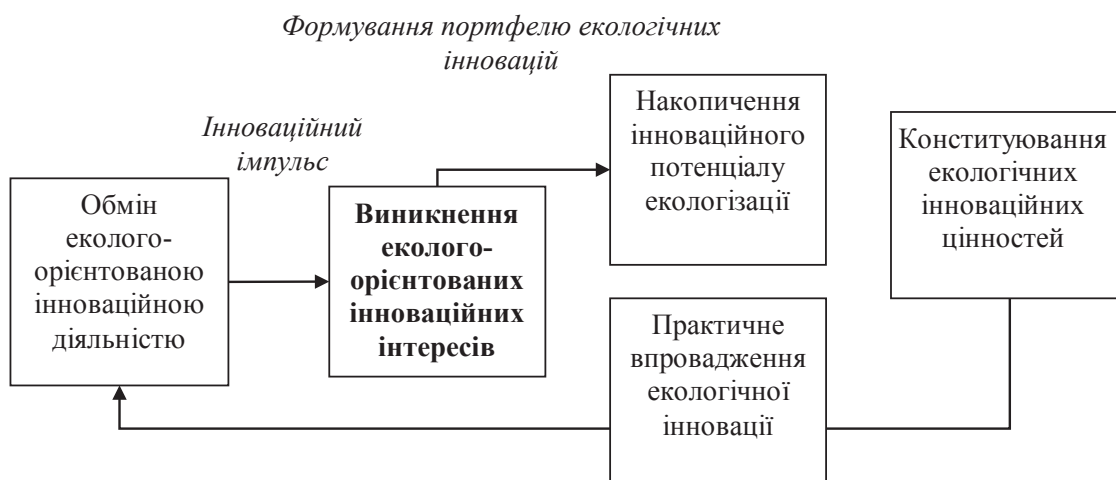 Формування портфелю екологічних
інновацій
Інноваційний
імпульс
Обмін
еколого-
орієнтованою
інноваційною
діяльністю
Виникнення
еколого-
орієнтованих
інноваційних
інтересів
Накопичення
інноваційного
потенціалу
екологізації
Конституювання
екологічних
інноваційних
цінностей
Практичне
впровадження
екологічної
інновації